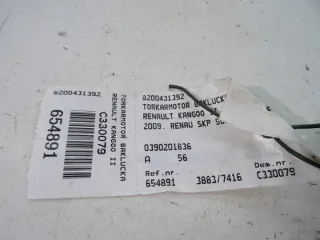 8200431392
TORKARMOTOR BAKLUCKA
RENAULT KANGOO II
C330079
654891
8200431392
TORKARMOTOR BAKLUCKA
RENAULT KANGOO
2009. RENAU SKP
0390201836
A 56
Ref.nr. Dem.nr.
654891 3883/7416 C330079